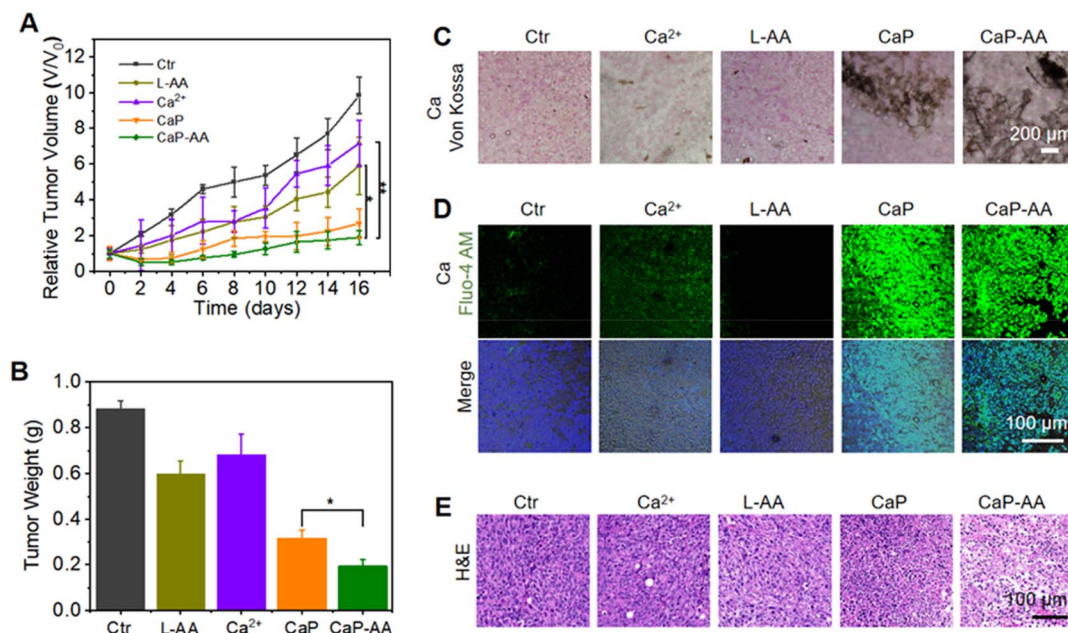 A
Relative Tumor Volume (V/V₀)
12
10
8
6
4
2
0
Ctr
L-AA
Ca²⁺
CaP
CaP-AA
*
**
0 2 4 6 8 10 12 14 16
Time (days)
B
Tumor Weight (g)
1.0
0.8
0.6
0.4
0.2
0.0
*
Ctr L-AA Ca²⁺ CaP CaP-AA
C
Ctr Ca²⁺ L-AA CaP CaP-AA
Ca
Von Kossa
200 µm
D
Ctr Ca²⁺ L-AA CaP CaP-AA
Ca
Fluo-4 AM
Merge
100 µm
E
Ctr Ca²⁺ L-AA CaP CaP-AA
H&E
100 µm